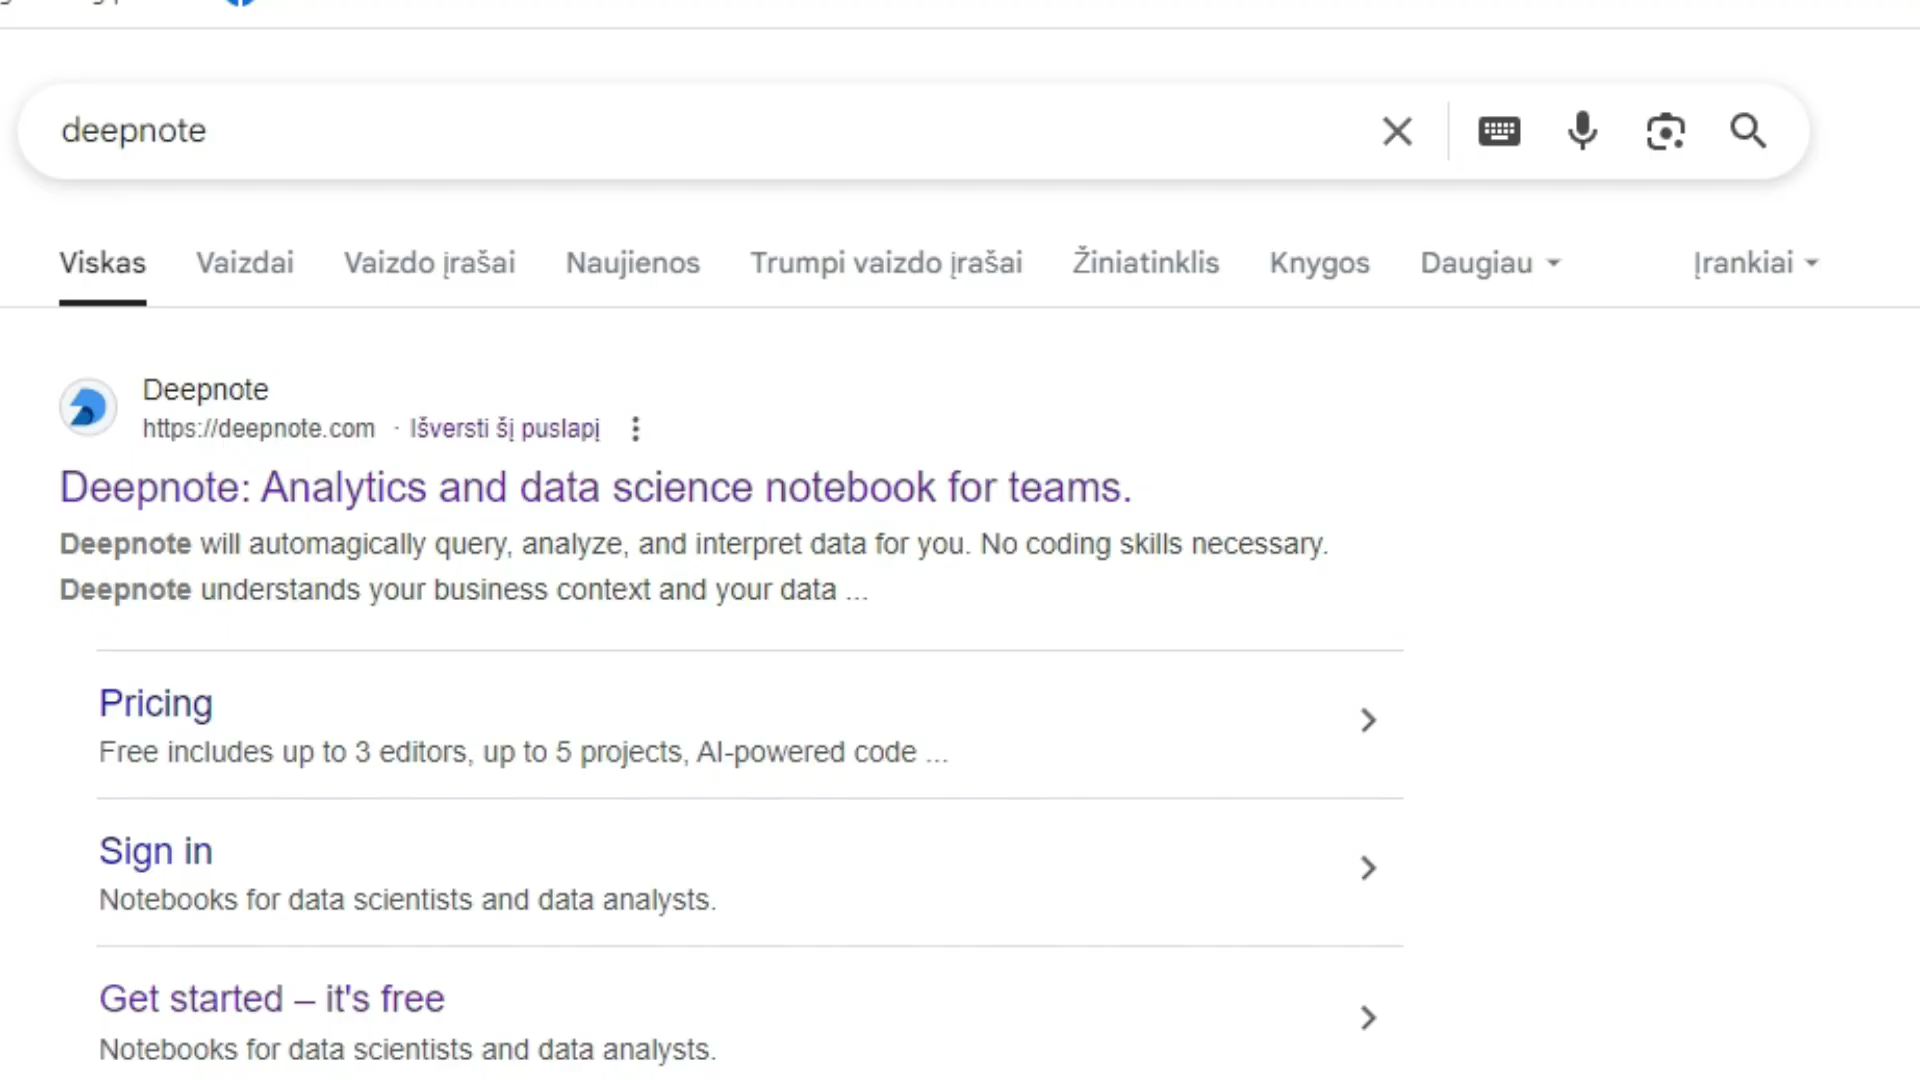 deepnote
Viskas Vaizdai Vaizdo įrašai Naujienos Trumpi vaizdo įrašai Žiniatinklis Knygos Daugiau Įrankiai
Deepnote
https://deepnote.com · Išversti šį puslapį
Deepnote: Analytics and data science notebook for teams.
Deepnote will automagically query, analyze, and interpret data for you. No coding skills necessary.
Deepnote understands your business context and your data ...
Pricing
Free includes up to 3 editors, up to 5 projects, AI-powered code ...
Sign in
Notebooks for data scientists and data analysts.
Get started – it's free
Notebooks for data scientists and data analysts.